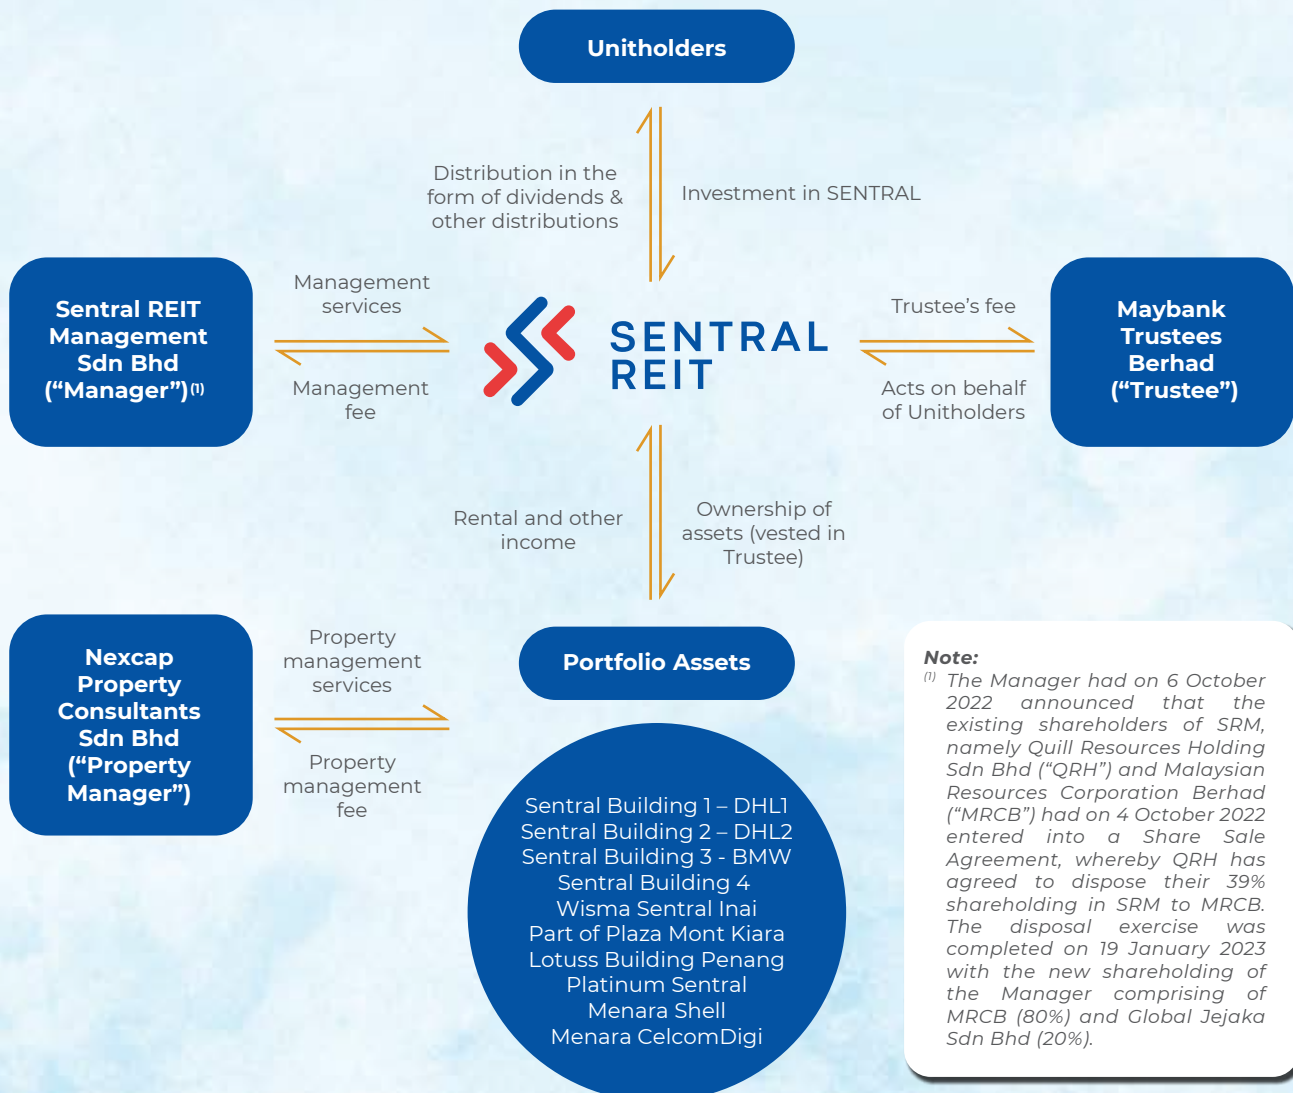 Unitholders
Distribution in the
form of dividends &
other distributions
Investment in SENTRAL
Sentral REIT
Management
Sdn Bhd
(“Manager”)(1)
Management
services
Management
fee
SENTRAL
REIT
Trustee’s fee
Acts on behalf
of Unitholders
Maybank
Trustees
Berhad
(“Trustee”)
Rental and other
income
Ownership of
assets (vested in
Trustee)
Nexcap
Property
Consultants
Sdn Bhd
(“Property
Manager”)
Property
management
services
Property
management
fee
Portfolio Assets
Sentral Building 1 – DHL1
Sentral Building 2 – DHL2
Sentral Building 3 - BMW
Sentral Building 4
Wisma Sentral Inai
Part of Plaza Mont Kiara
Lotuss Building Penang
Platinum Sentral
Menara Shell
Menara CelcomDigi
Note:
(1) The Manager had on 6 October
2022 announced that the
existing shareholders of SRM,
namely Quill Resources Holding
Sdn Bhd (“QRH”) and Malaysian
Resources Corporation Berhad
(“MRCB”) had on 4 October 2022
entered into a Share Sale
Agreement, whereby QRH has
agreed to dispose their 39%
shareholding in SRM to MRCB.
The disposal exercise was
completed on 19 January 2023
with the new shareholding of
the Manager comprising of
MRCB (80%) and Global Jejaka
Sdn Bhd (20%).